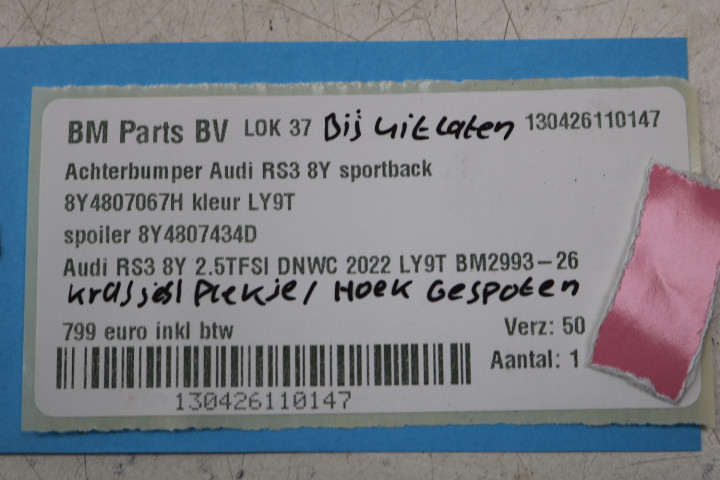 BM Parts BV LOK 37 Bij uitlaten 130426110147
Achterbumper Audi RS3 8Y sportback
8Y4807067H kleur LY9T
spoiler 8Y4807434D
Audi RS3 8Y 2.5TFSI DNWC 2022 LY9T BM2993-26
krasjes/ Plekje/ Hoek Gespoten
799 euro inkl btw Verz: 50
Aantal: 1
130426110147